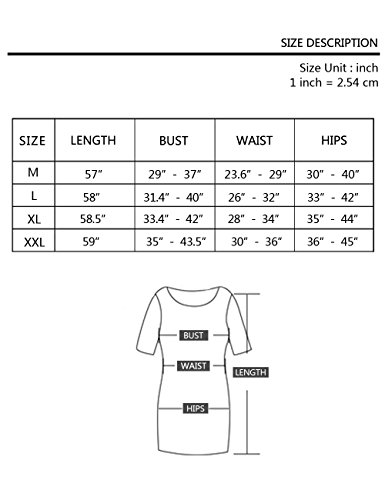 SIZE DESCRIPTION
Size Unit : inch
1 inch = 2.54 cm
SIZE LENGTH BUST WAIST HIPS
M 57" 29" - 37" 23.6" - 29" 30" - 40"
L 58" 31.4" - 40" 26" - 32" 33" - 42"
XL 58.5" 33.4" - 42" 28" - 34" 35" - 44"
XXL 59" 35" - 43.5" 30" - 36" 36" - 45"
BUST
WAIST
LENGTH
HIPS